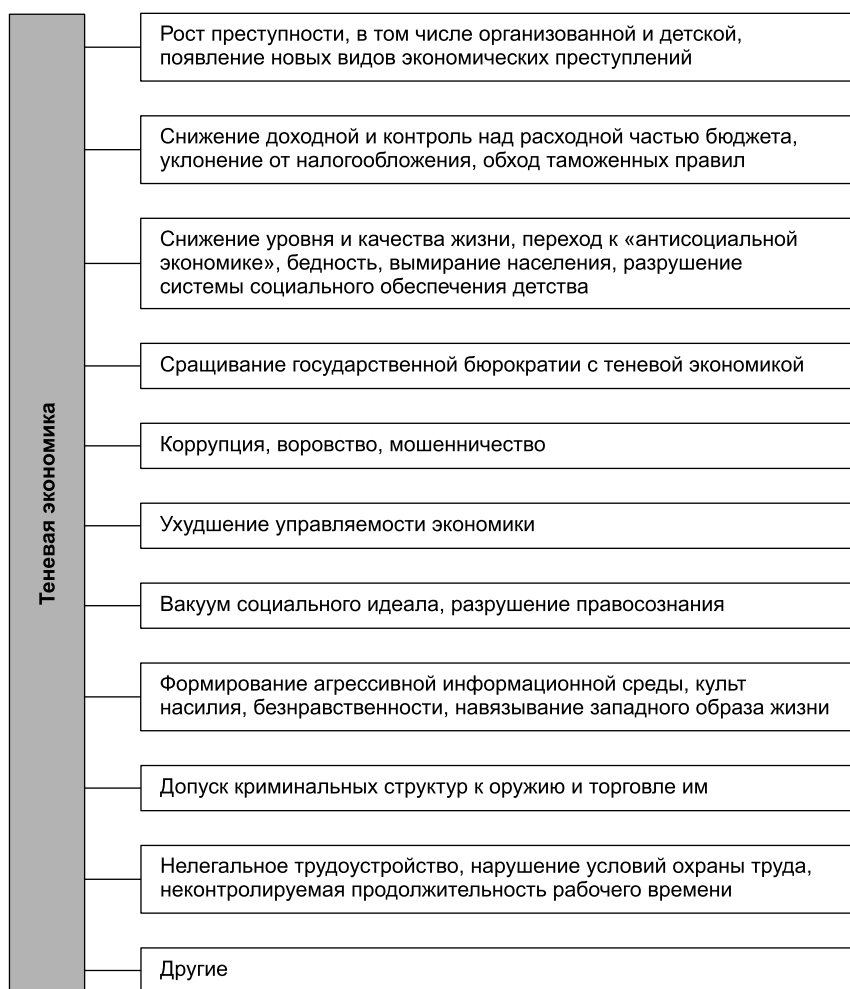 Теневая экономика
Рост преступности, в том числе организованной и детской,
появление новых видов экономических преступлений
Снижение доходной и контроль над расходной частью бюджета,
уклонение от налогообложения, обход таможенных правил
Снижение уровня и качества жизни, переход к «антисоциальной
экономике», бедность, вымирание населения, разрушение
системы социального обеспечения детства
Сращивание государственной бюрократии с теневой экономикой
Коррупция, воровство, мошенничество
Ухудшение управляемости экономики
Вакуум социального идеала, разрушение правосознания
Формирование агрессивной информационной среды, культ
насилия, безнравственности, навязывание западного образа жизни
Допуск криминальных структур к оружию и торговле им
Нелегальное трудоустройство, нарушение условий охраны труда,
неконтролируемая продолжительность рабочего времени
Другие